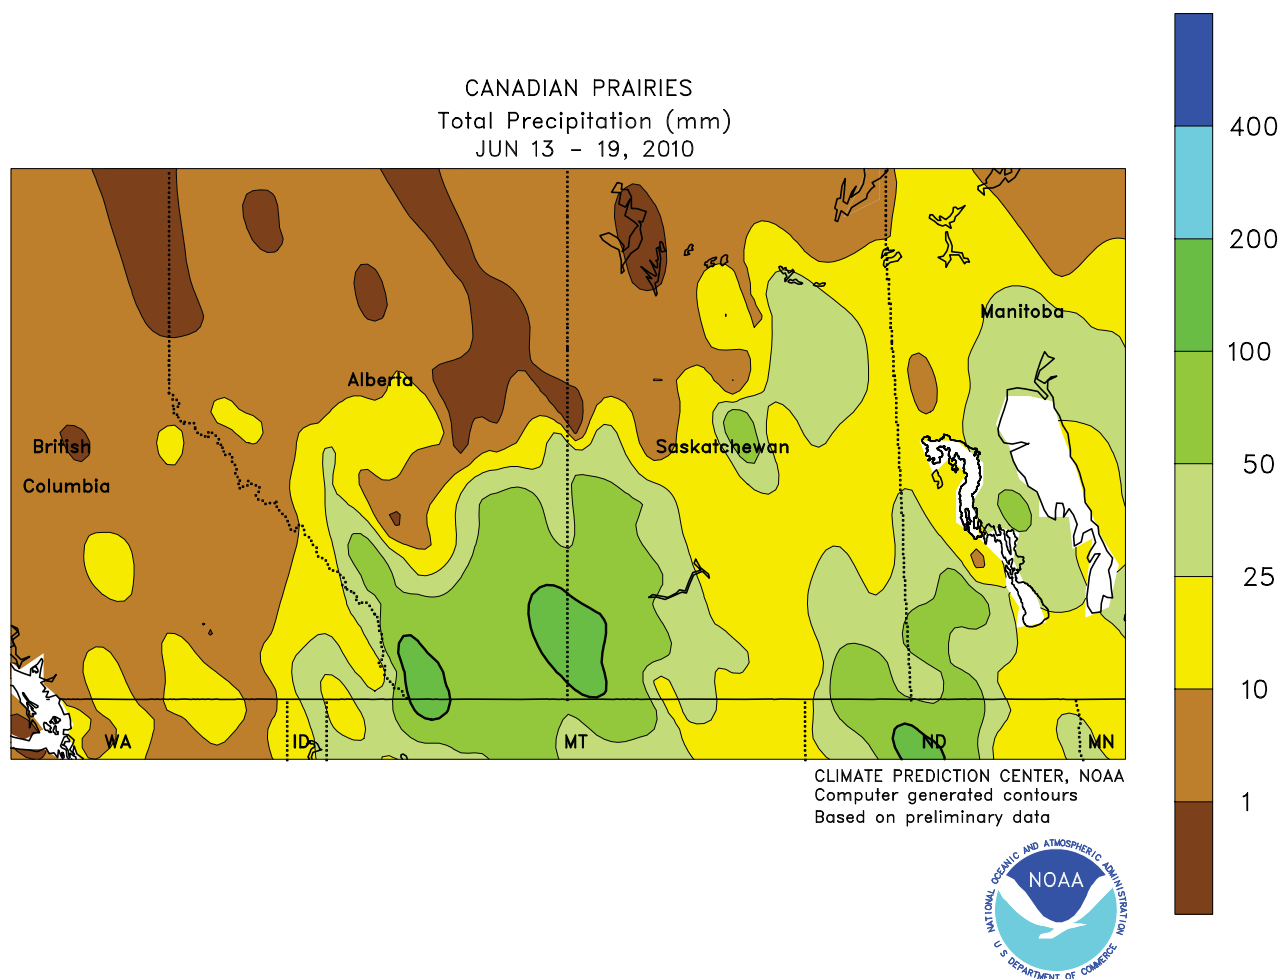 CANADIAN PRAIRIES
Total Precipitation (mm)
JUN 13 - 19, 2010
400
200
100
50
25
10
1
Manitoba
Alberta
British
Columbia
Saskatchewan
WA
ID
MT
ND
MN
CLIMATE PREDICTION CENTER, NOAA
Computer generated contours
Based on preliminary data
NATIONAL OCEANIC AND ATMOSPHERIC ADMINISTRATION
NOAA
U S DEPARTMENT OF COMMERCE